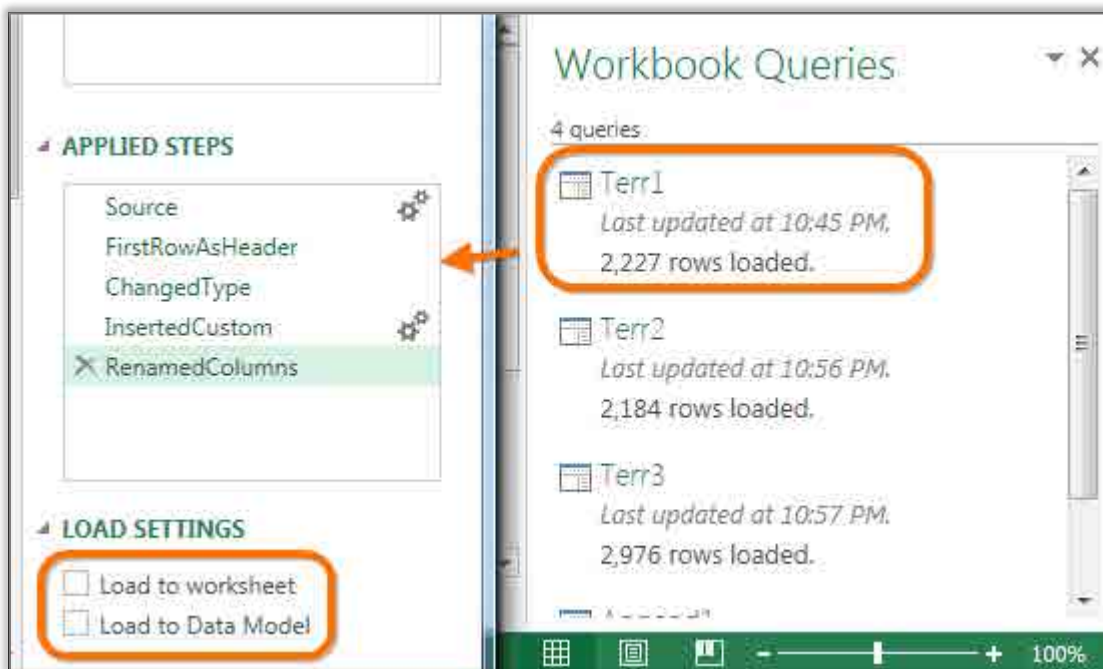 APPLIED STEPS
Source
FirstRowAsHeader
ChangedType
InsertedCustom
RenamedColumns
LOAD SETTINGS
Load to worksheet
Load to Data Model
Workbook Queries
4 queries
Terr1
Last updated at 10:45 PM.
2,227 rows loaded.
Terr2
Last updated at 10:56 PM.
2,184 rows loaded.
Terr3
Last updated at 10:57 PM.
2,976 rows loaded.
100%